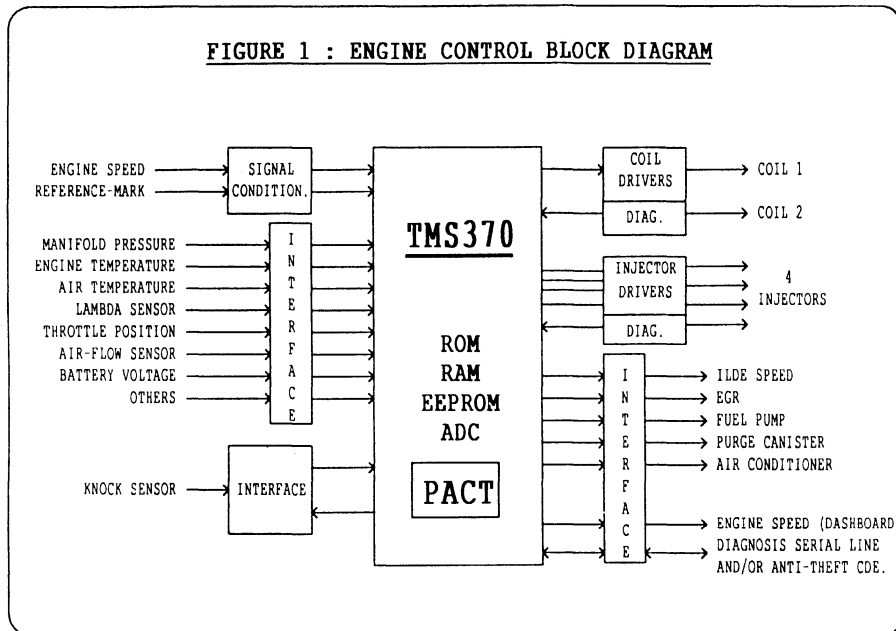 FIGURE 1 : ENGINE CONTROL BLOCK DIAGRAM
ENGINE SPEED
REFERENCE-MARK
SIGNAL
CONDITION.
MANIFOLD PRESSURE
ENGINE TEMPERATURE
AIR TEMPERATURE
LAMBDA SENSOR
THROTTLE POSITION
AIR-FLOW SENSOR
BATTERY VOLTAGE
OTHERS
I
N
T
E
R
F
A
C
E
KNOCK SENSOR
INTERFACE
TMS370
ROM
RAM
EEPROM
ADC
PACT
COIL
DRIVERS
DIAG.
COIL 1
COIL 2
INJECTOR
DRIVERS
DIAG.
4
INJECTORS
I
N
T
E
R
F
A
C
E
ILDE SPEED
EGR
FUEL PUMP
PURGE CANISTER
AIR CONDITIONER
ENGINE SPEED (DASHBOARD
DIAGNOSIS SERIAL LINE
AND/OR ANTI-THEFT CDE.